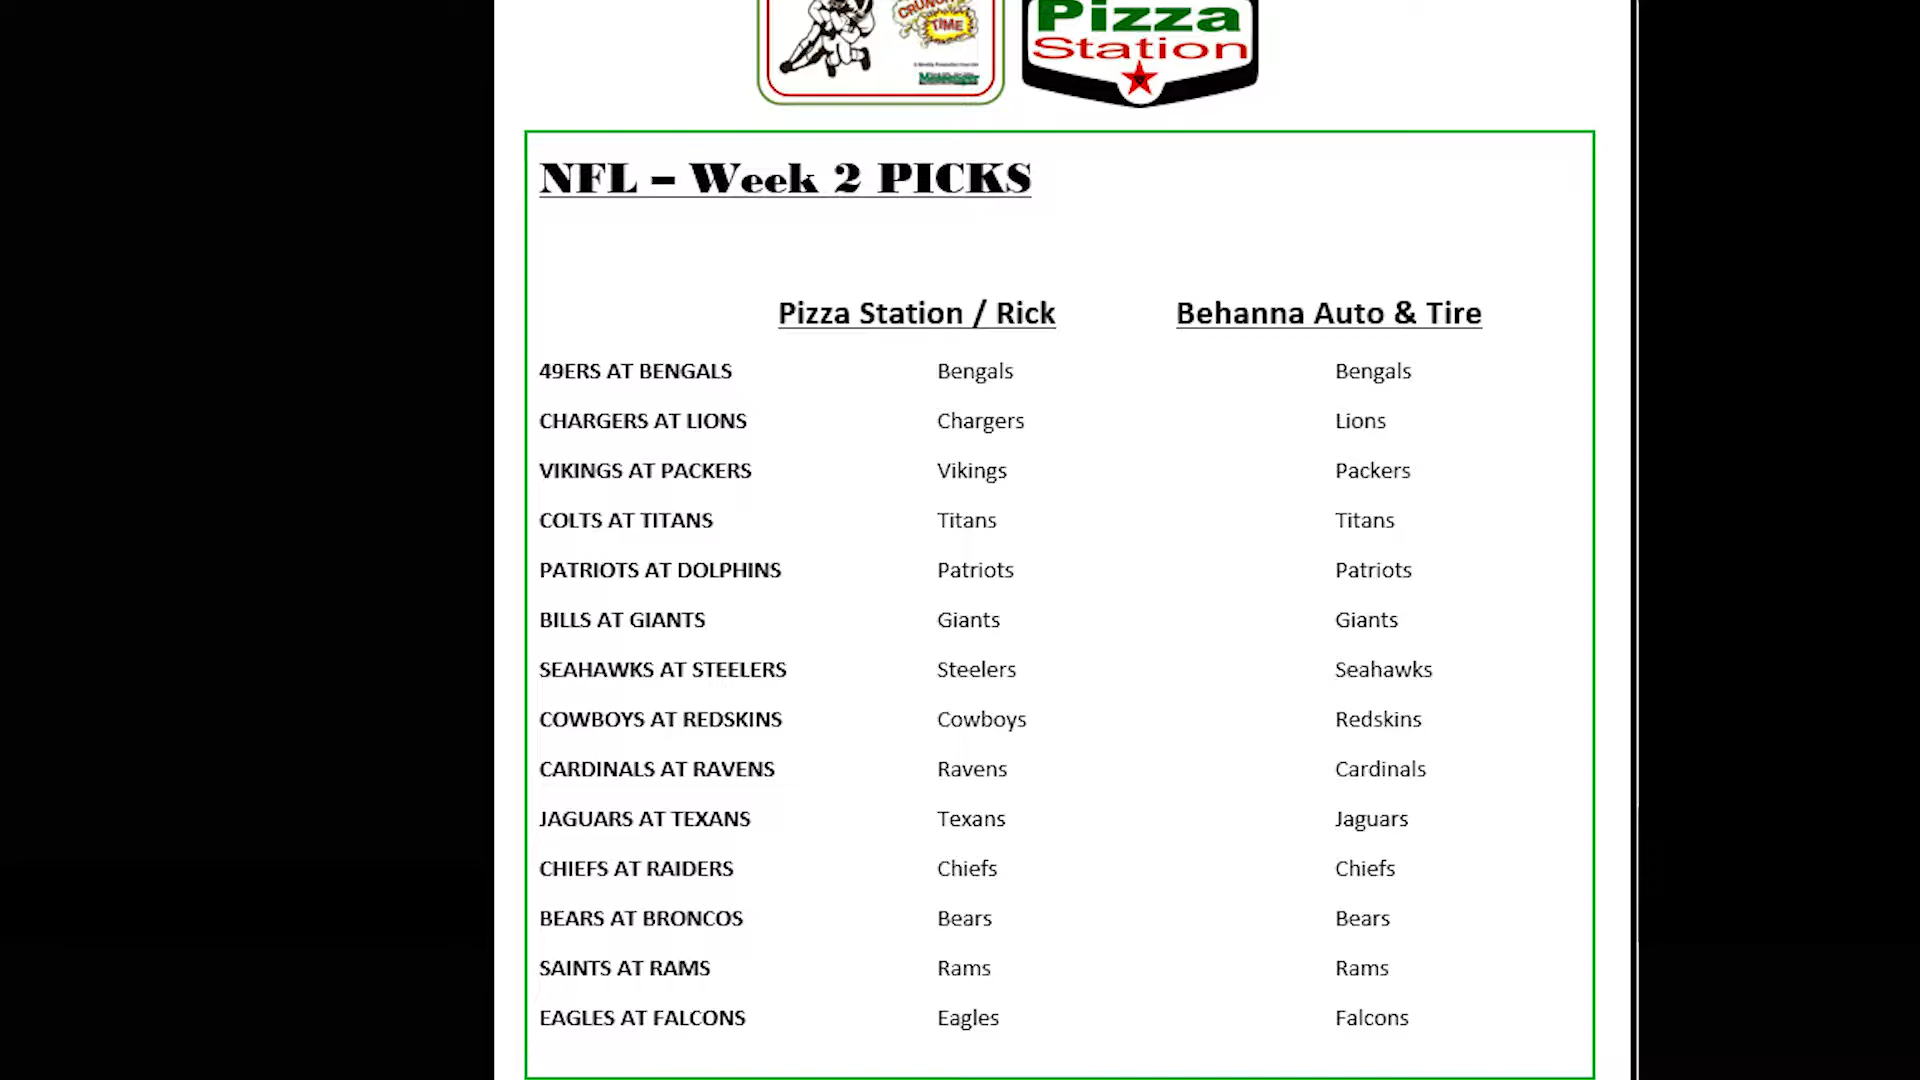 CRUNCH
TIME
Messenger
Pizza
Station
NFL – Week 2 PICKS
Pizza Station / Rick Behanna Auto & Tire
49ERS AT BENGALS Bengals Bengals
CHARGERS AT LIONS Chargers Lions
VIKINGS AT PACKERS Vikings Packers
COLTS AT TITANS Titans Titans
PATRIOTS AT DOLPHINS Patriots Patriots
BILLS AT GIANTS Giants Giants
SEAHAWKS AT STEELERS Steelers Seahawks
COWBOYS AT REDSKINS Cowboys Redskins
CARDINALS AT RAVENS Ravens Cardinals
JAGUARS AT TEXANS Texans Jaguars
CHIEFS AT RAIDERS Chiefs Chiefs
BEARS AT BRONCOS Bears Bears
SAINTS AT RAMS Rams Rams
EAGLES AT FALCONS Eagles Falcons